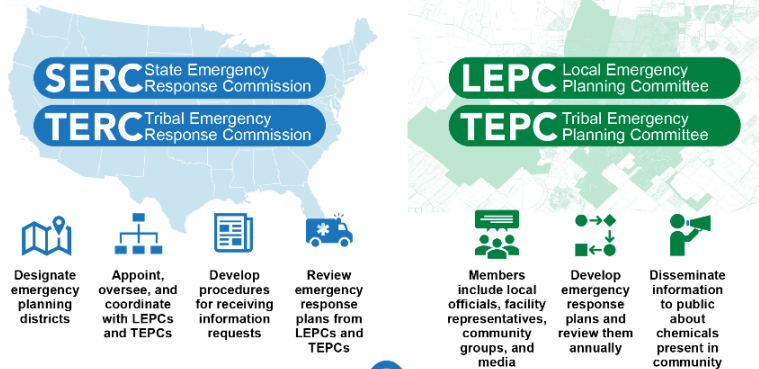 SERC State Emergency
Response Commission
TERC Tribal Emergency
Response Commission
LEPC Local Emergency
Planning Committee
TEPC Tribal Emergency
Planning Committee
Designate
emergency
planning
districts
Appoint,
oversee, and
coordinate
with LEPCs
and TEPCs
Develop
procedures
for receiving
information
requests
Review
emergency
response
plans from
LEPCs and
TEPCs
Members
include local
officials, facility
representatives,
community
groups, and
media
Develop
emergency
response
plans and
review them
annually
Disseminate
information
to public
about
chemicals
present in
community